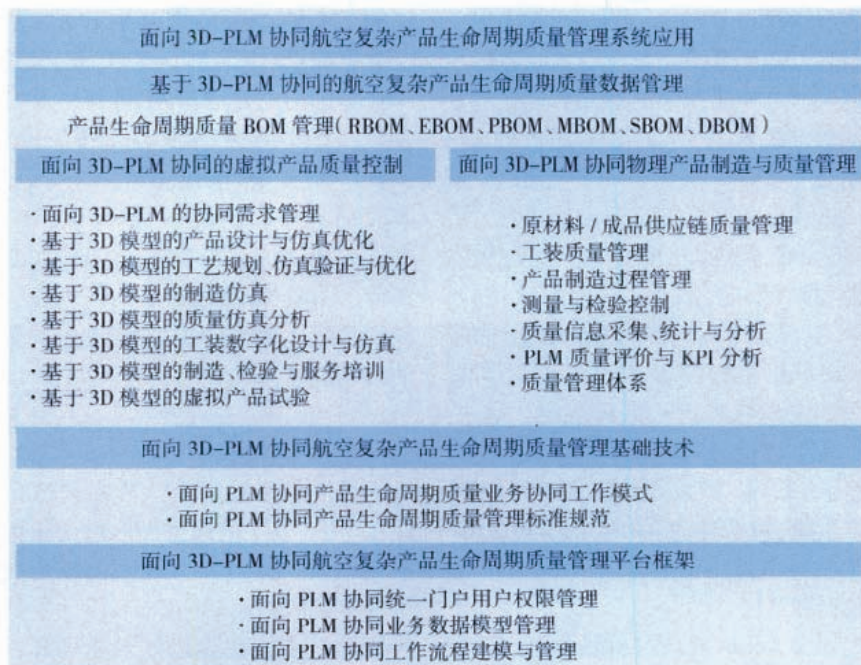 面向 3D-PLM 协同航空复杂产品生命周期质量管理系统应用
基于 3D-PLM 协同的航空复杂产品生命周期质量数据管理
产品生命周期质量 BOM 管理( RBOM、EBOM、PBOM、MBOM、SBOM、DBOM )
面向 3D-PLM 协同的虚拟产品质量控制
·面向 3D-PLM 的协同需求管理
·基于 3D 模型的产品设计与仿真优化
·基于 3D 模型的工艺规划、仿真验证与优化
·基于 3D 模型的制造仿真
·基于 3D 模型的质量仿真分析
·基于 3D 模型的工装数字化设计与仿真
·基于 3D 模型的制造、检验与服务培训
·基于 3D 模型的虚拟产品试验
面向 3D-PLM 协同物理产品制造与质量管理
·原材料 / 成品供应链质量管理
·工装质量管理
·产品制造过程管理
·测量与检验控制
·质量信息采集、统计与分析
·PLM 质量评价与 KPI 分析
·质量管理体系
面向 3D-PLM 协同航空复杂产品生命周期质量管理基础技术
·面向 PLM 协同产品生命周期质量业务协同工作模式
·面向 PLM 协同产品生命周期质量管理标准规范
面向 3D-PLM 协同航空复杂产品生命周期质量管理平台框架
·面向 PLM 协同统一门户用户权限管理
·面向 PLM 协同业务数据模型管理
·面向 PLM 协同工作流程建模与管理